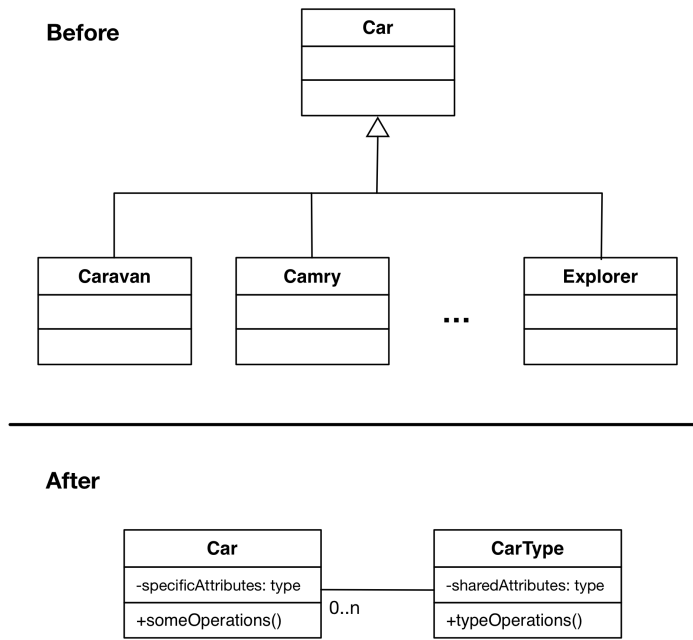 Before
Car
Caravan
Camry
...
Explorer
After
Car
-specificAttributes: type
+someOperations()
0..n
CarType
-sharedAttributes: type
+typeOperations()